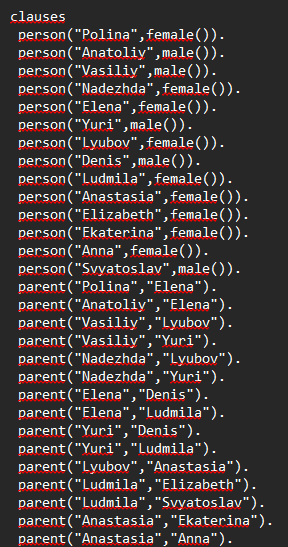 clauses
person("Polina",female()).
person("Anatoliy",male()).
person("Vasiliy",male()).
person("Nadezhda",female()).
person("Elena",female()).
person("Yuri",male()).
person("Lyubov",female()).
person("Denis",male()).
person("Ludmila",female()).
person("Anastasia",female()).
person("Elizabeth",female()).
person("Ekaterina",female()).
person("Anna",female()).
person("Svyatoslav",male()).
parent("Polina","Elena").
parent("Anatoliy","Elena").
parent("Vasiliy","Lyubov").
parent("Vasiliy","Yuri").
parent("Nadezhda","Lyubov").
parent("Nadezhda","Yuri").
parent("Elena","Denis").
parent("Elena","Ludmila").
parent("Yuri","Denis").
parent("Yuri","Ludmila").
parent("Lyubov","Anastasia").
parent("Ludmila","Elizabeth").
parent("Ludmila","Svyatoslav").
parent("Anastasia","Ekaterina").
parent("Anastasia","Anna").